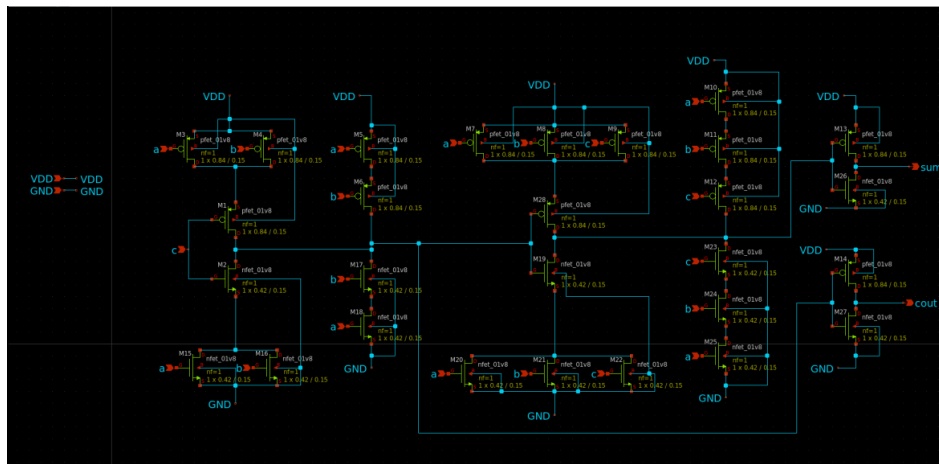 VDD
M10
pfet_01v8
a
nf=1
1 x 0.84 / 0.15
VDD
VDD
VDD
VDD
M3
M4
pfet_01v8
pfet_01v8
a
b
nf=1
nf=1
1 x 0.84 / 0.15
1 x 0.84 / 0.15
M5
pfet_01v8
a
nf=1
1 x 0.84 / 0.15
M7
M8
M9
pfet_01v8
pfet_01v8
pfet_01v8
a
b
c
nf=1
nf=1
nf=1
1 x 0.84 / 0.15
1 x 0.84 / 0.15
1 x 0.84 / 0.15
M11
pfet_01v8
b
nf=1
1 x 0.84 / 0.15
M13
pfet_01v8
nf=1
1 x 0.84 / 0.15
sum
VDD
VDD
GND
GND
M6
pfet_01v8
b
nf=1
1 x 0.84 / 0.15
M12
pfet_01v8
c
nf=1
1 x 0.84 / 0.15
M26
nfet_01v8
nf=1
1 x 0.42 / 0.15
GND
M1
pfet_01v8
nf=1
1 x 0.84 / 0.15
M28
pfet_01v8
nf=1
1 x 0.84 / 0.15
c
M2
nfet_01v8
nf=1
1 x 0.42 / 0.15
M17
nfet_01v8
b
nf=1
1 x 0.42 / 0.15
M19
nfet_01v8
nf=1
1 x 0.42 / 0.15
M23
nfet_01v8
c
nf=1
1 x 0.42 / 0.15
VDD
M14
pfet_01v8
nf=1
1 x 0.84 / 0.15
cout
M18
nfet_01v8
a
nf=1
1 x 0.42 / 0.15
M24
nfet_01v8
b
nf=1
1 x 0.42 / 0.15
M27
nfet_01v8
nf=1
1 x 0.42 / 0.15
GND
M15
M16
nfet_01v8
nfet_01v8
a
b
nf=1
nf=1
1 x 0.42 / 0.15
1 x 0.42 / 0.15
GND
GND
M20
M21
M22
nfet_01v8
nfet_01v8
nfet_01v8
a
b
c
nf=1
nf=1
nf=1
1 x 0.42 / 0.15
1 x 0.42 / 0.15
1 x 0.42 / 0.15
GND
M25
nfet_01v8
a
nf=1
1 x 0.42 / 0.15
GND